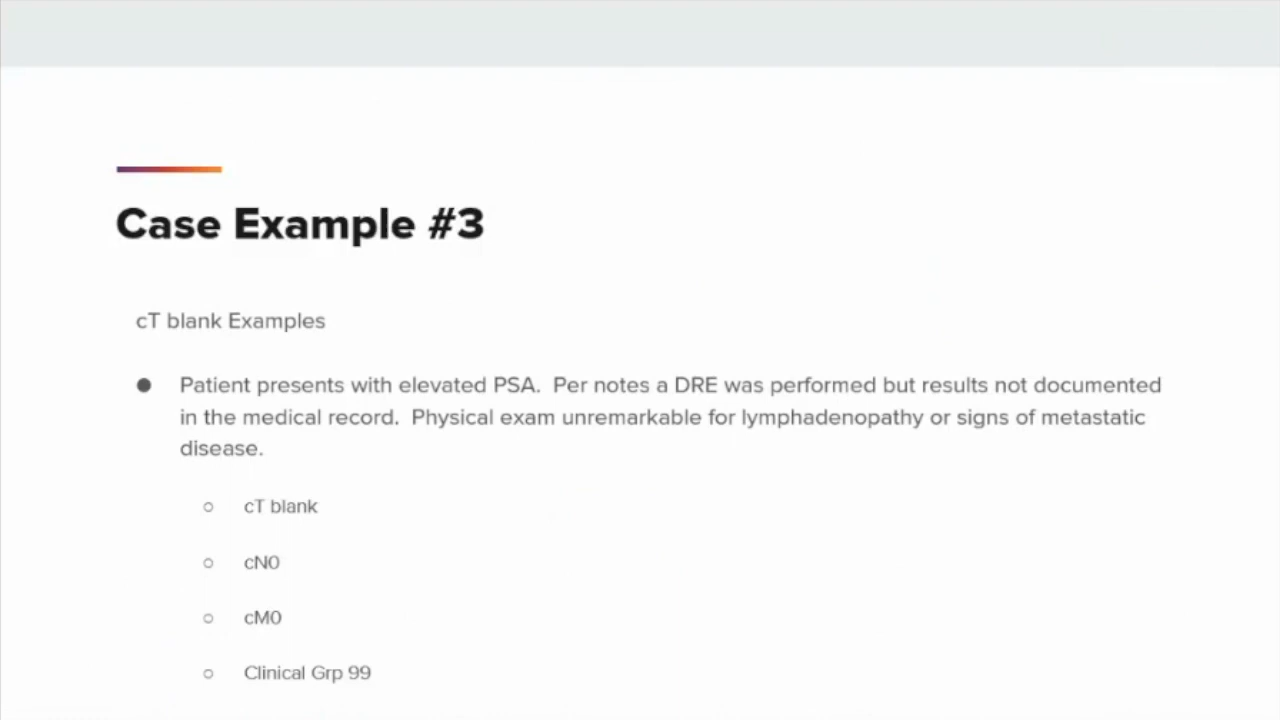 Case Example #3
cT blank Examples
● Patient presents with elevated PSA.  Per notes a DRE was performed but results not documented
in the medical record.  Physical exam unremarkable for lymphadenopathy or signs of metastatic
disease.
○ cT blank
○ cN0
○ cM0
○ Clinical Grp 99